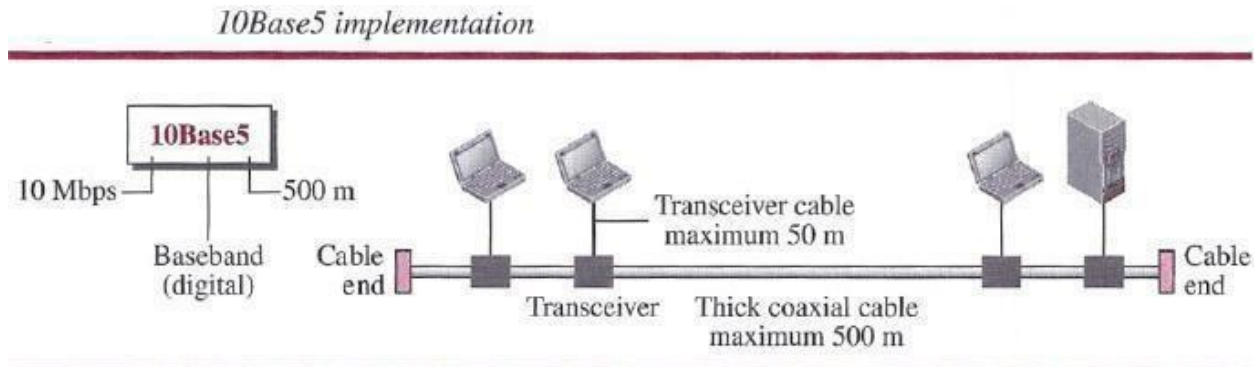 10Base5 implementation
10Base5
10 Mbps
500 m
Baseband
(digital)
Cable
end
Transceiver cable
maximum 50 m
Transceiver
Thick coaxial cable
maximum 500 m
Cable
end